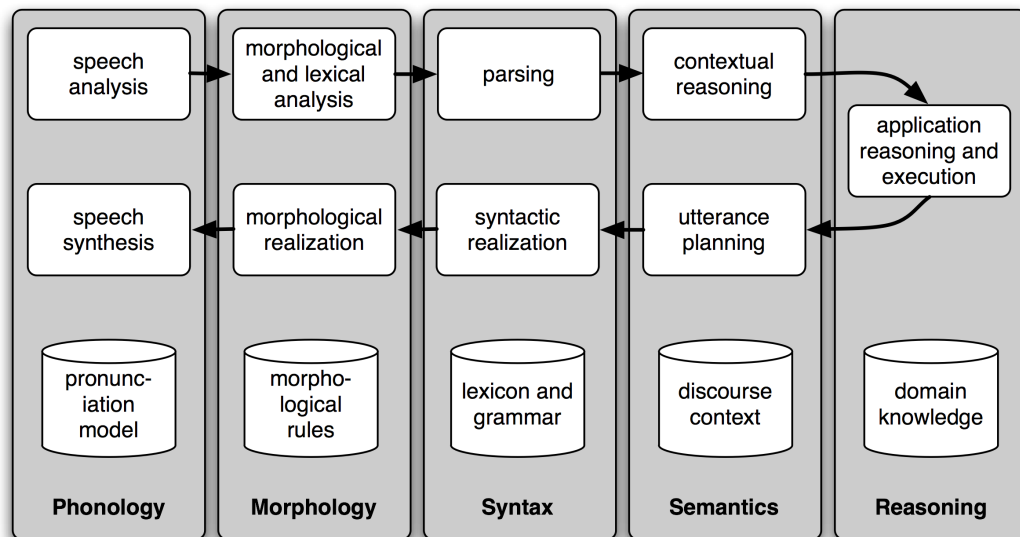 speech
analysis
morphological
and lexical
analysis
parsing
contextual
reasoning
application
reasoning and
execution
speech
synthesis
morphological
realization
syntactic
realization
utterance
planning
pronunc-
iation
model
morpho-
logical
rules
lexicon and
grammar
discourse
context
domain
knowledge
Phonology
Morphology
Syntax
Semantics
Reasoning